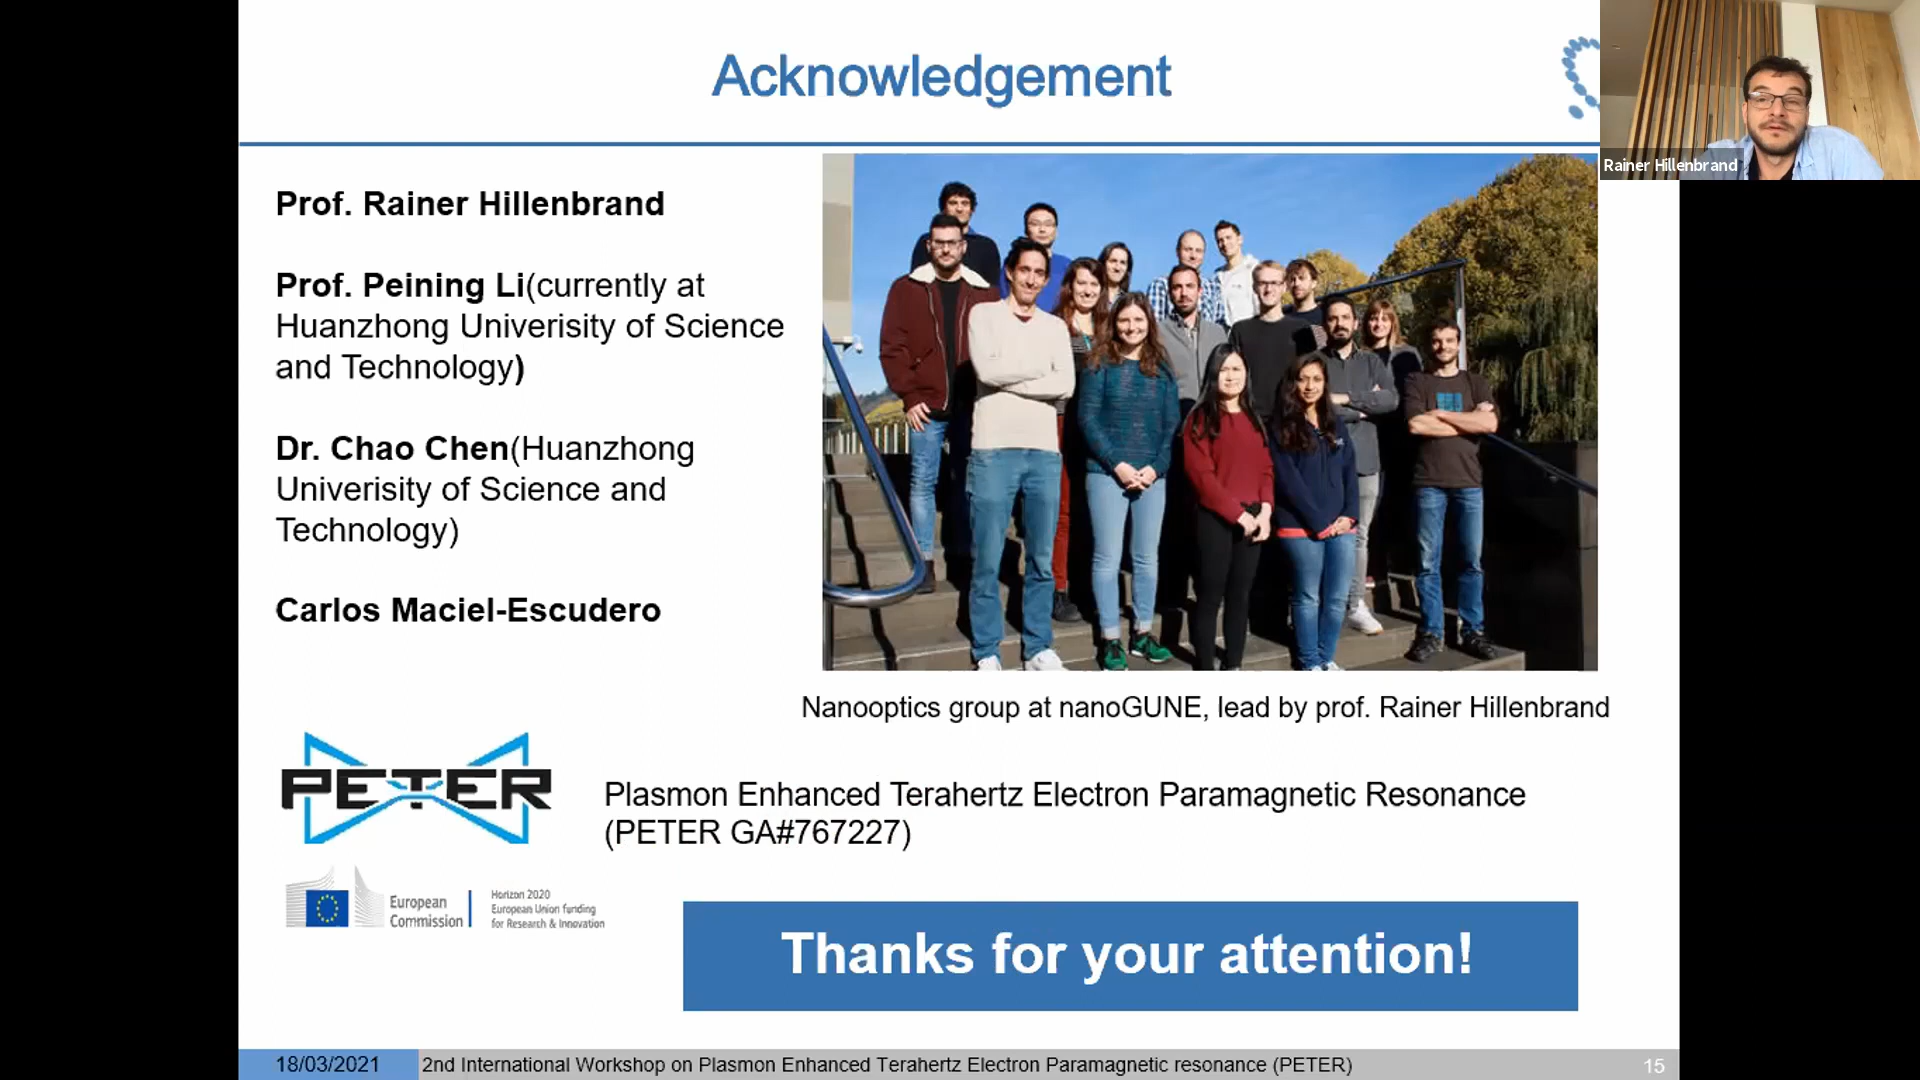 Acknowledgement
Rainer Hillenbrand
Prof. Rainer Hillenbrand
Prof. Peining Li(currently at
Huanzhong Univerisity of Science
and Technology)
Dr. Chao Chen(Huanzhong
Univerisity of Science and
Technology)
Carlos Maciel-Escudero
Nanooptics group at nanoGUNE, lead by prof. Rainer Hillenbrand
PETER
Plasmon Enhanced Terahertz Electron Paramagnetic Resonance
(PETER GA#767227)
European
Commission
Horizon 2020
European Union funding
for Research & Innovation
Thanks for your attention!
18/03/2021
2nd International Workshop on Plasmon Enhanced Terahertz Electron Paramagnetic resonance (PETER)
15